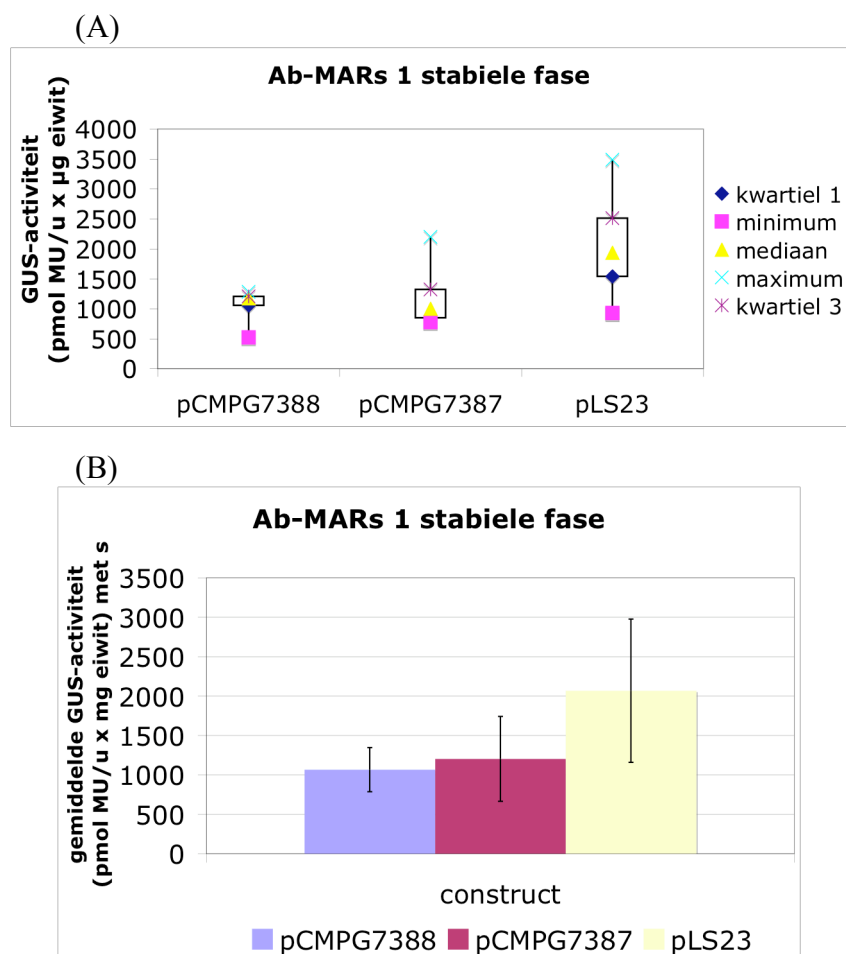 (A)
Ab-MARs 1 stabiele fase
GUS-activiteit
(pmol MU/u x µg eiwit)
4000
3500
3000
2500
2000
1500
1000
500
0
pCMPG7388 pCMPG7387 pLS23
kwartiel 1
minimum
mediaan
maximum
kwartiel 3
(B)
Ab-MARs 1 stabiele fase
gemiddelde GUS-activiteit
(pmol MU/u x mg eiwit) met s
3500
3000
2500
2000
1500
1000
500
0
construct
pCMPG7388 pCMPG7387 pLS23